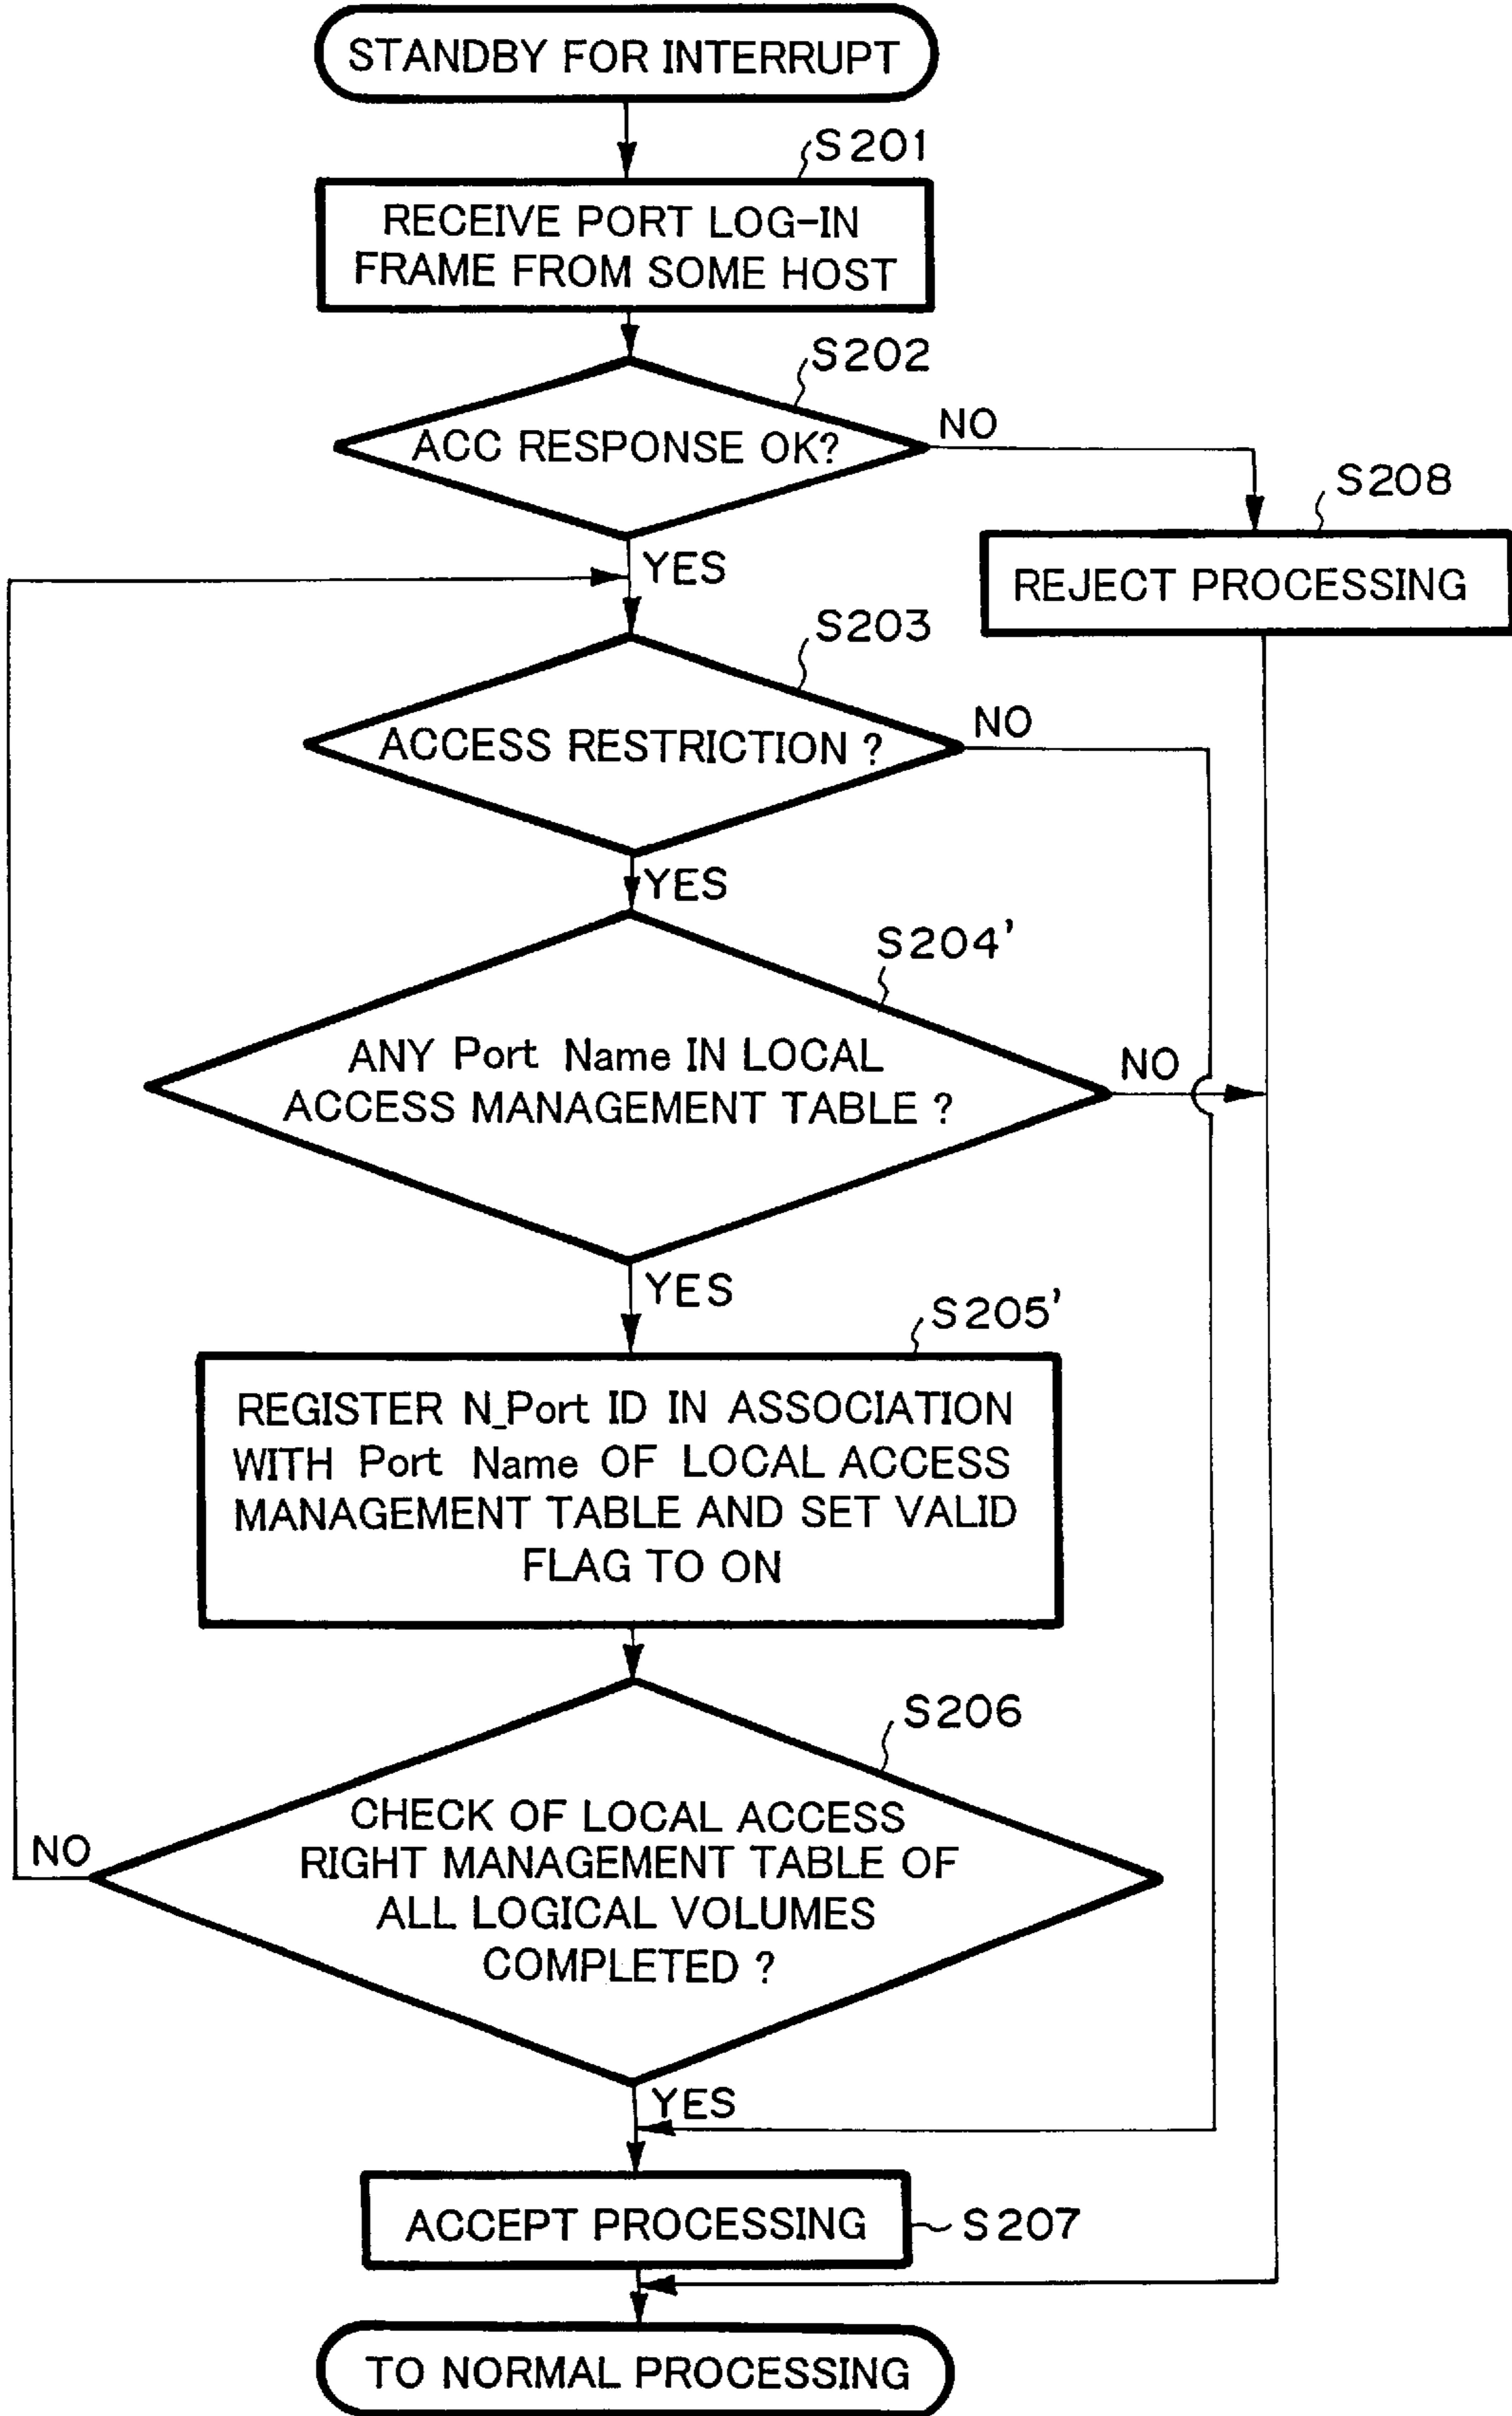 STANDBY FOR INTERRUPT
S201
RECEIVE PORT LOG-IN
FRAME FROM SOME HOST
S202
ACC RESPONSE OK?
NO
S208
YES
REJECT PROCESSING
S203
ACCESS RESTRICTION ?
NO
YES
S204'
ANY Port Name IN LOCAL
ACCESS MANAGEMENT TABLE ?
NO
YES
S205'
REGISTER N_Port ID IN ASSOCIATION
WITH Port Name OF LOCAL ACCESS
MANAGEMENT TABLE AND SET VALID
FLAG TO ON
S206
CHECK OF LOCAL ACCESS
RIGHT MANAGEMENT TABLE OF
ALL LOGICAL VOLUMES
COMPLETED ?
NO
YES
ACCEPT PROCESSING
S207
TO NORMAL PROCESSING